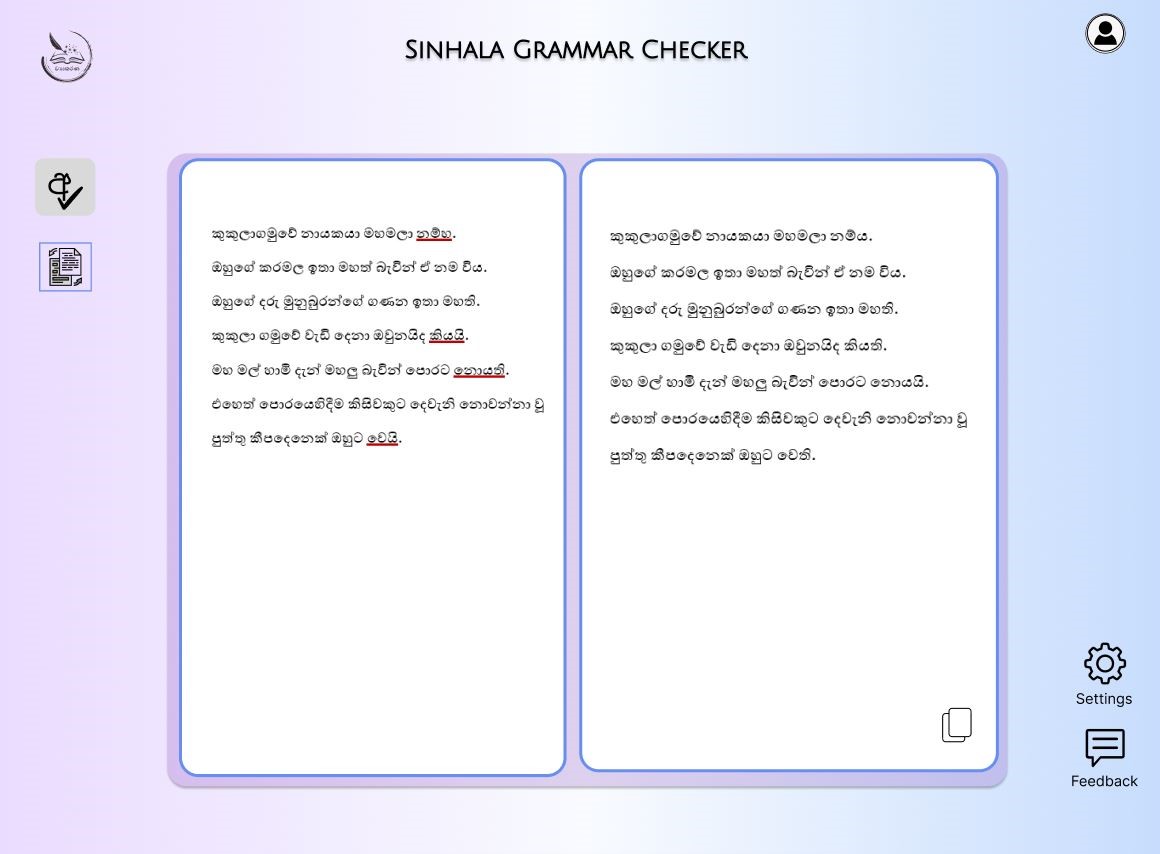 Sinhala Grammar Checker
කුකුලාගමුවේ නායකයා මහමලා නම්හ.
ඔහුගේ කරමල ඉතා මහත් බැවින් ඒ නම විය.
ඔහුගේ දරු මුනුබුරන්ගේ ගණන ඉතා මහති.
කුකුලා ගමුවේ වැඩි දෙනා ඔවුනයිද කියයි.
මහ මල් හාමි දැන් මහලු බැවින් පොරට නොයති.
එහෙත් පොරයෙහිදීම කිසිවකුට දෙවැනි නොවන්නා වූ
පුත්තු කීපදෙනෙක් ඔහුට වෙයි.
කුකුලාගමුවේ නායකයා මහමලා නම්ය.
ඔහුගේ කරමල ඉතා මහත් බැවින් ඒ නම විය.
ඔහුගේ දරු මුනුබුරන්ගේ ගණන ඉතා මහති.
කුකුලා ගමුවේ වැඩි දෙනා ඔවුනයිද කියති.
මහ මල් හාමි දැන් මහලු බැවින් පොරට නොයයි.
එහෙත් පොරයෙහිදීම කිසිවකුට දෙවැනි නොවන්නා වූ
පුත්තු කීපදෙනෙක් ඔහුට වෙති.
Settings
Feedback